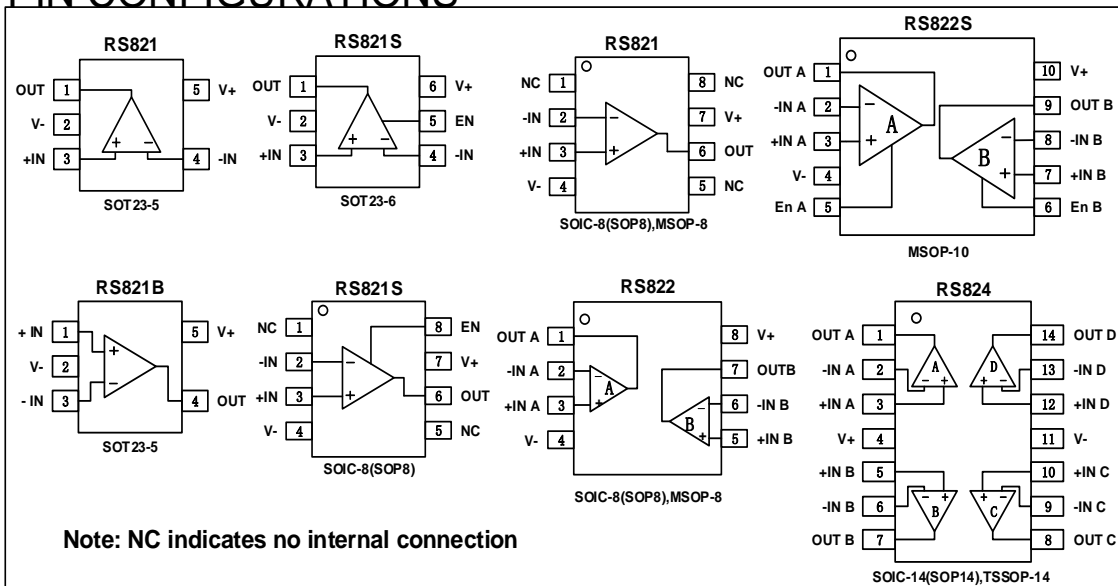 PIN CONFIGURATIONS
RS821
OUT 1 5 V+
V- 2
+IN 3 4 -IN
+ −
SOT23-5
RS821S
OUT 1 6 V+
V- 2 5 EN
+IN 3 4 -IN
+ −
SOT23-6
RS821
NC 1 8 NC
-IN 2 − 7 V+
+IN 3 + 6 OUT
V- 4 5 NC
SOIC-8(SOP8),MSOP-8
RS822S
OUT A 1 10 V+
-IN A 2 − 9 OUT B
A
+IN A 3 + − 8 -IN B
B
V- 4 + 7 +IN B
En A 5 6 En B
MSOP-10
RS821B
+ IN 1 + 5 V+
V- 2
- IN 3 − 4 OUT
SOT23-5
RS821S
NC 1 8 EN
-IN 2 − 7 V+
+IN 3 + 6 OUT
V- 4 5 NC
SOIC-8(SOP8)
RS822
OUT A 1 8 V+
-IN A 2 − 7 OUTB
A
+IN A 3 + − 6 -IN B
B
V- 4 + 5 +IN B
SOIC-8(SOP8),MSOP-8
RS824
OUT A 1 14 OUT D
A D
-IN A 2 − + + − 13 -IN D
+IN A 3 12 +IN D
V+ 4 11 V-
+IN B 5 10 +IN C
-IN B 6 − + + − 9 -IN C
B C
OUT B 7 8 OUT C
SOIC-14(SOP14),TSSOP-14
Note: NC indicates no internal connection